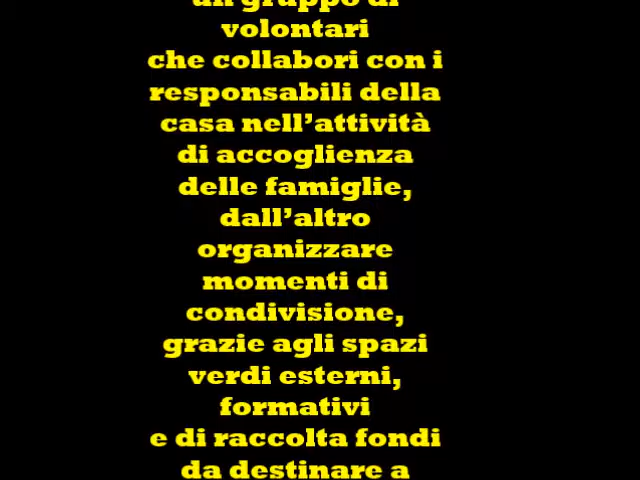 un gruppo di
volontari
che collabori con i
responsabili della
casa nell’attività
di accoglienza
delle famiglie,
dall’altro
organizzare
momenti di
condivisione,
grazie agli spazi
verdi esterni,
formativi
e di raccolta fondi
da destinare a